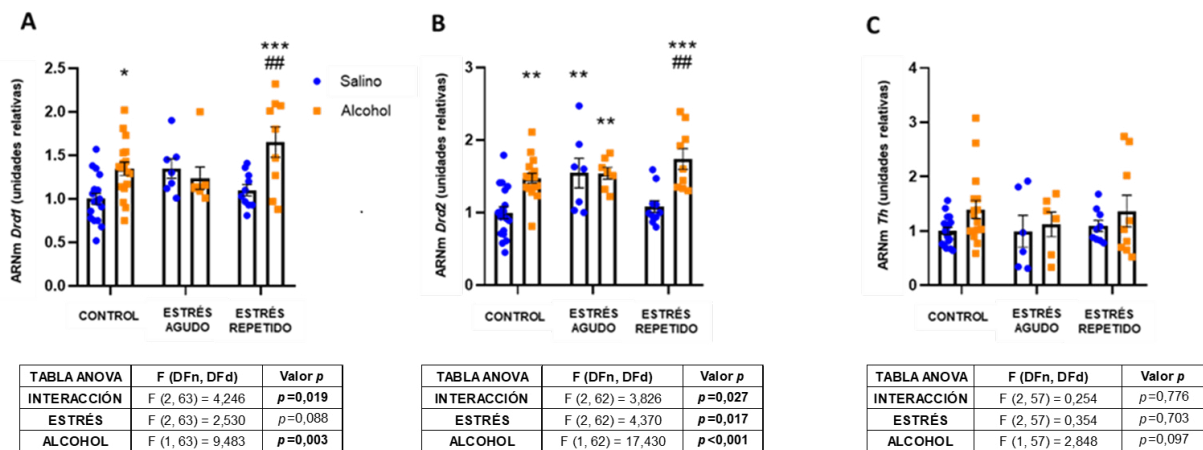 A
ARNm Drd1 (unidades relativas)
2.5
2.0
1.5
1.0
0.5
0.0
*
***
##
Salino
Alcohol
CONTROL
ESTRÉS AGUDO
ESTRÉS REPETIDO
TABLA ANOVA F (DFn, DFd) Valor p
INTERACCIÓN F (2, 63) = 4,246 p=0,019
ESTRÉS F (2, 63) = 2,530 p=0,088
ALCOHOL F (1, 63) = 9,483 p=0,003
B
ARNm Drd2 (unidades relativas)
3
2
1
0
**
**
**
***
##
CONTROL
ESTRÉS AGUDO
ESTRÉS REPETIDO
TABLA ANOVA F (DFn, DFd) Valor p
INTERACCIÓN F (2, 62) = 3,826 p=0,027
ESTRÉS F (2, 62) = 4,370 p=0,017
ALCOHOL F (1, 62) = 17,430 p<0,001
C
ARNm Th (unidades relativas)
4
3
2
1
0
CONTROL
ESTRÉS AGUDO
ESTRÉS REPETIDO
TABLA ANOVA F (DFn, DFd) Valor p
INTERACCIÓN F (2, 57) = 0,254 p=0,776
ESTRÉS F (2, 57) = 0,354 p=0,703
ALCOHOL F (1, 57) = 2,848 p=0,097